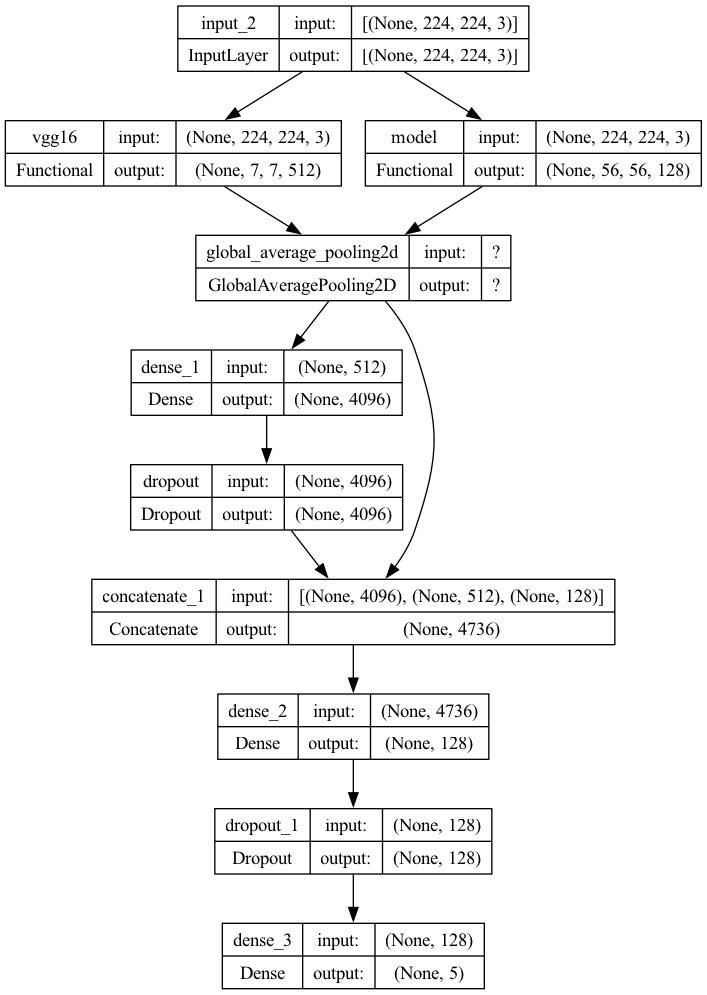 input_2 input: [(None, 224, 224, 3)]
InputLayer output: [(None, 224, 224, 3)]
vgg16 input: (None, 224, 224, 3)
Functional output: (None, 7, 7, 512)
model input: (None, 224, 224, 3)
Functional output: (None, 56, 56, 128)
global_average_pooling2d input: ?
GlobalAveragePooling2D output: ?
dense_1 input: (None, 512)
Dense output: (None, 4096)
dropout input: (None, 4096)
Dropout output: (None, 4096)
concatenate_1 input: [(None, 4096), (None, 512), (None, 128)]
Concatenate output: (None, 4736)
dense_2 input: (None, 4736)
Dense output: (None, 128)
dropout_1 input: (None, 128)
Dropout output: (None, 128)
dense_3 input: (None, 128)
Dense output: (None, 5)